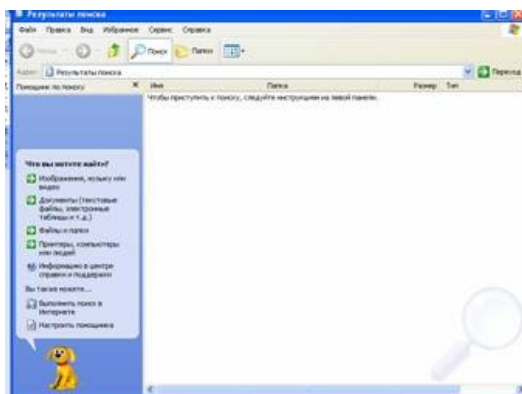 Результаты поиска
Файл Правка Вид Избранное Сервис Справка
Назад Поиск Папки
Адрес: Результаты поиска Переход
Помощник по поиску
Имя Папка Размер Тип
Чтобы приступить к поиску, следуйте инструкциям на левой панели.
Что вы хотите найти?
Изображения, музыку или
видео
Документы (текстовые
файлы, электронные
таблицы и т.д.)
Файлы и папки
Принтеры, компьютеры
или людей
Информацию в центре
справки и поддержки
Вы также можете...
Выполнить поиск в
Интернете
Настроить помощника